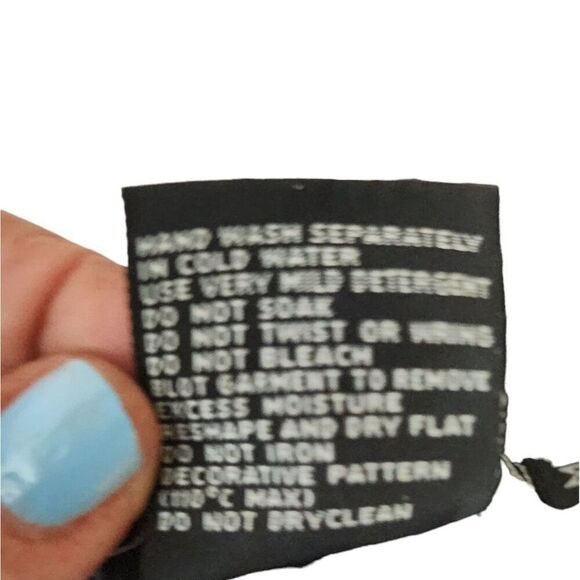 HAND WASH SEPARATELY
IN COLD WATER
USE VERY MILD DETERGENT
DO NOT SOAK
DO NOT TWIST OR WRING
DO NOT BLEACH
BLOT GARMENT TO REMOVE
EXCESS MOISTURE
RESHAPE AND DRY FLAT
DO NOT IRON
DECORATIVE PATTERN
(110°C MAX)
DO NOT DRYCLEAN